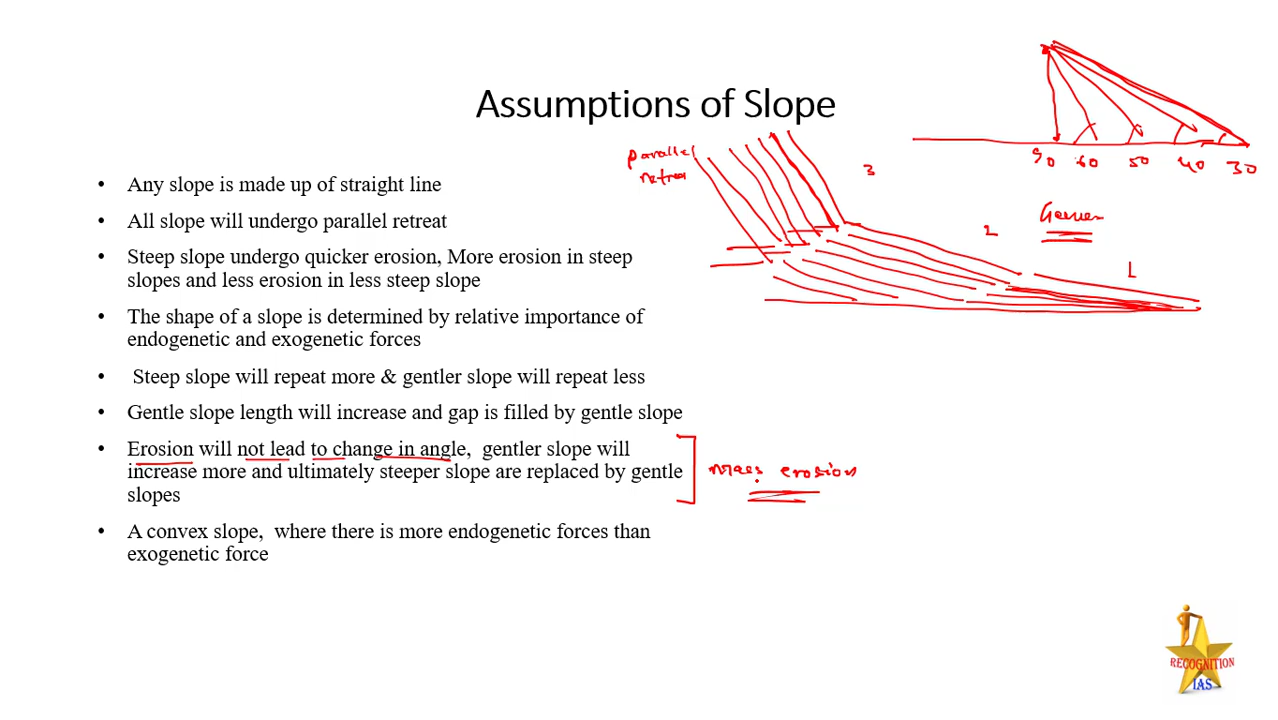 Assumptions of Slope
parallel
retrea
3
90 60 50 40 30
2
1
• Any slope is made up of straight line
• All slope will undergo parallel retreat
• Steep slope undergo quicker erosion, More erosion in steep
slopes and less erosion in less steep slope
• The shape of a slope is determined by relative importance of
endogenetic and exogenetic forces
• Steep slope will repeat more & gentler slope will repeat less
• Gentle slope length will increase and gap is filled by gentle slope
• Erosion will not lead to change in angle, gentler slope will
increase more and ultimately steeper slope are replaced by gentle
slopes
erosion
• A convex slope, where there is more endogenetic forces than
exogenetic force
RECOGNITION
IAS